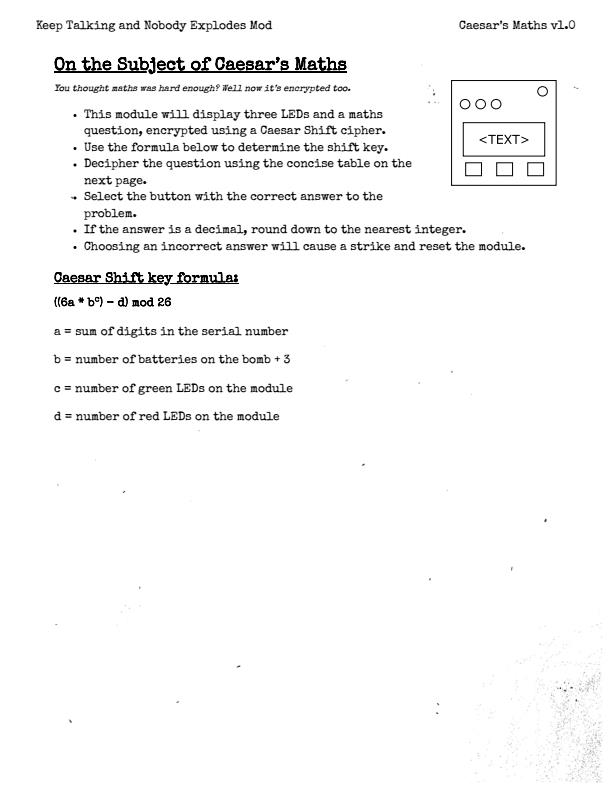 Keep Talking and Nobody Explodes Mod
Caesar's Maths v1.0
On the Subject of Caesar's Maths
You thought maths was hard enough? Well now it's encrypted too.
<TEXT>
• This module will display three LEDs and a maths
question, encrypted using a Caesar Shift cipher.
• Use the formula below to determine the shift key.
• Decipher the question using the concise table on the
next page.
• Select the button with the correct answer to the
problem.
• If the answer is a decimal, round down to the nearest integer.
• Choosing an incorrect answer will cause a strike and reset the module.
Caesar Shift key formula:
((6a * bᶜ) – d) mod 26
a = sum of digits in the serial number
b = number of batteries on the bomb + 3
c = number of green LEDs on the module
d = number of red LEDs on the module